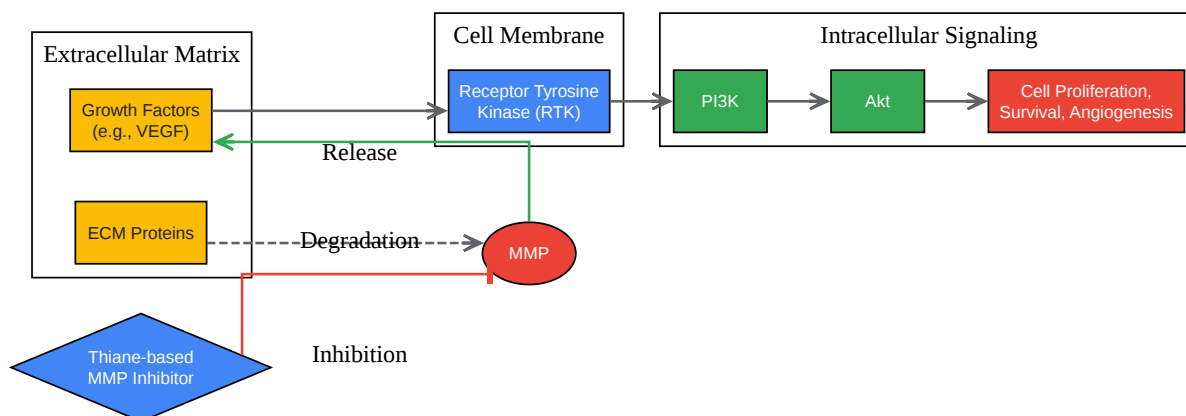 Extracellular Matrix
Cell Membrane
Intracellular Signaling
Growth Factors
(e.g., VEGF)
Receptor Tyrosine
Kinase (RTK)
PI3K
Akt
Cell Proliferation,
Survival, Angiogenesis
Release
ECM Proteins
Degradation
MMP
Thiane-based
MMP Inhibitor
Inhibition